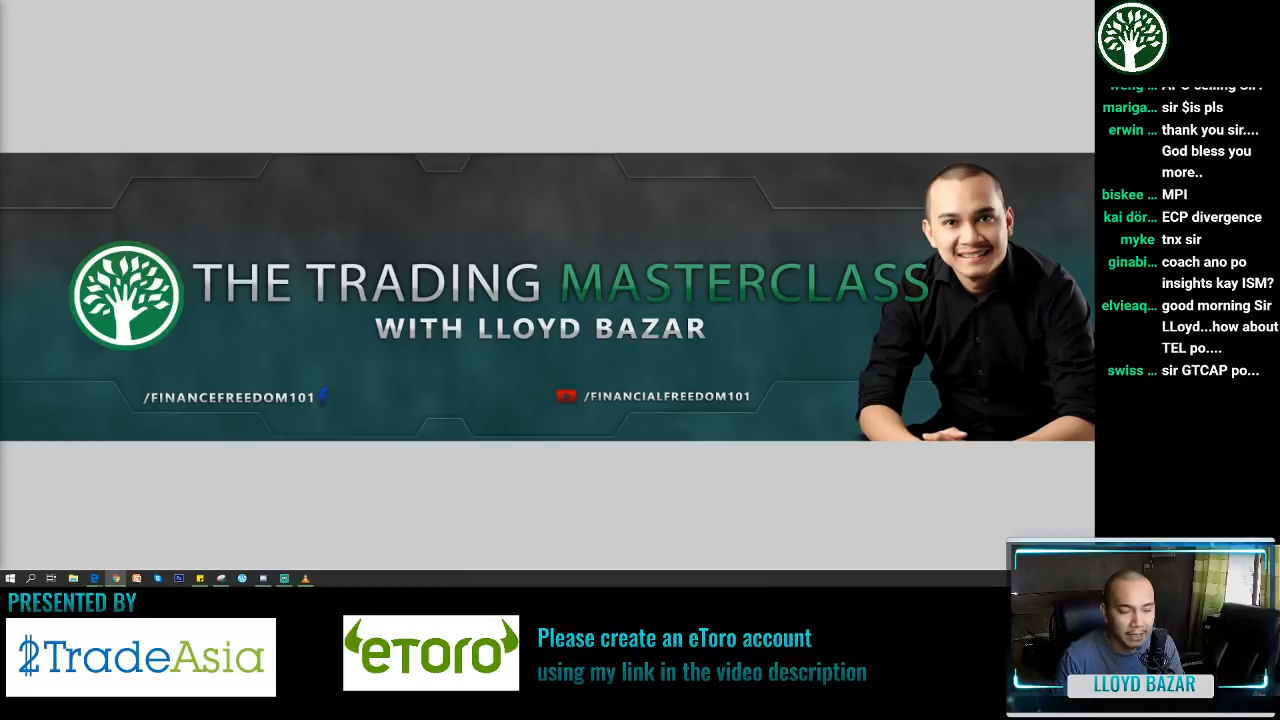 THE TRADING MASTERCLASS
WITH LLOYD BAZAR
/FINANCEFREEDOM101
/FINANCIALFREEDOM101
mariga... sir $is pls
erwin ... thank you sir....
God bless you
more..
biskee ... MPI
kai dör... ECP divergence
myke tnx sir
ginabi... coach ano po
insights kay ISM?
elvieaq... good morning Sir
LLoyd...how about
TEL po....
swiss ... sir GTCAP po...
PRESENTED BY
2TradeAsia
eToro
Please create an eToro account
using my link in the video description
LLOYD BAZAR